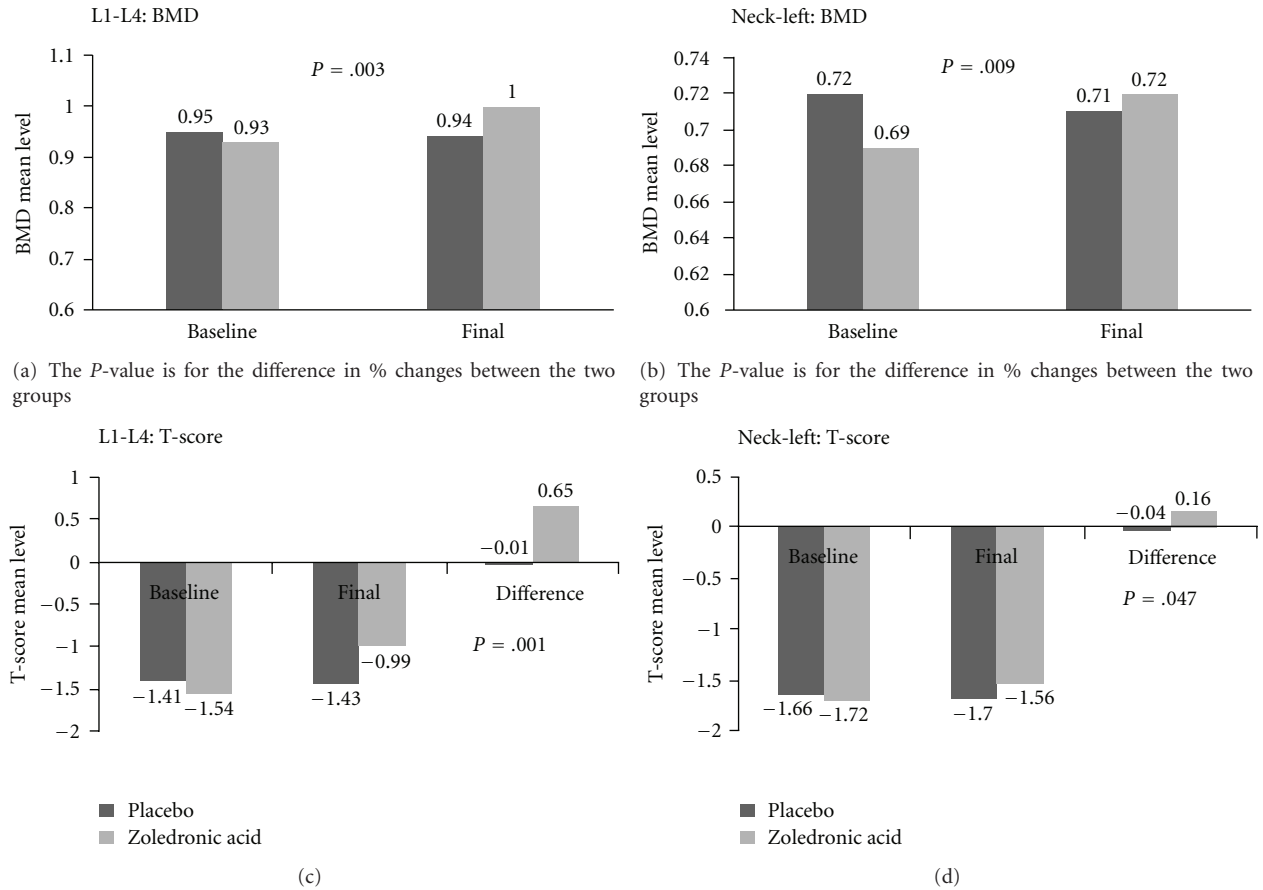 L1-L4: BMD
BMD mean level
1.1
1
0.9
0.8
0.7
0.6
P = .003
0.95
0.93
0.94
1
Baseline
Final
(a) The P-value is for the difference in % changes between the two
groups
Neck-left: BMD
BMD mean level
0.74
0.72
0.7
0.68
0.66
0.64
0.62
0.6
P = .009
0.72
0.69
0.71
0.72
Baseline
Final
(b) The P-value is for the difference in % changes between the two
groups
L1-L4: T-score
T-score mean level
1
0.5
0
−0.5
−1
−1.5
−2
0.65
−0.01
Baseline
Final
Difference
P = .001
−0.99
−1.41
−1.54
−1.43
Placebo
Zoledronic acid
(c)
Neck-left: T-score
T-score mean level
0.5
0
−0.5
−1
−1.5
−2
−0.04
0.16
Baseline
Final
Difference
P = .047
−1.66
−1.72
−1.7
−1.56
Placebo
Zoledronic acid
(d)